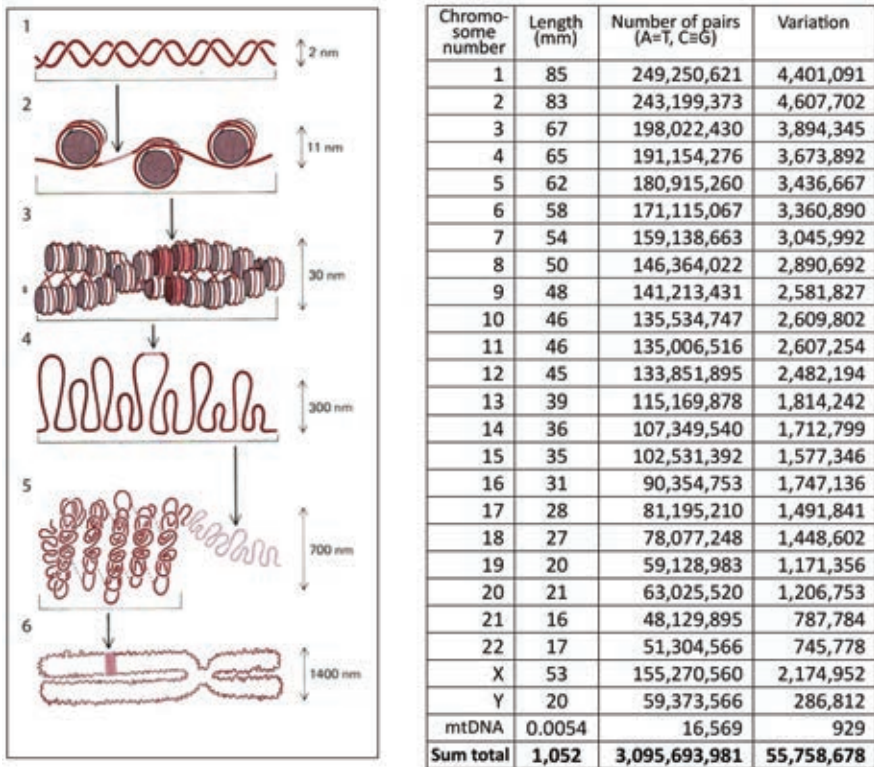 1
2 nm
2
11 nm
3
30 nm
4
300 nm
5
700 nm
6
1400 nm
Chromo-
some
number
Length
(mm)
Number of pairs
(A=T, C≡G)
Variation
1 85 249,250,621 4,401,091
2 83 243,199,373 4,607,702
3 67 198,022,430 3,894,345
4 65 191,154,276 3,673,892
5 62 180,915,260 3,436,667
6 58 171,115,067 3,360,890
7 54 159,138,663 3,045,992
8 50 146,364,022 2,890,692
9 48 141,213,431 2,581,827
10 46 135,534,747 2,609,802
11 46 135,006,516 2,607,254
12 45 133,851,895 2,482,194
13 39 115,169,878 1,814,242
14 36 107,349,540 1,712,799
15 35 102,531,392 1,577,346
16 31 90,354,753 1,747,136
17 28 81,195,210 1,491,841
18 27 78,077,248 1,448,602
19 20 59,128,983 1,171,356
20 21 63,025,520 1,206,753
21 16 48,129,895 787,784
22 17 51,304,566 745,778
X 53 155,270,560 2,174,952
Y 20 59,373,566 286,812
mtDNA 0.0054 16,569 929
Sum total 1,052 3,095,693,981 55,758,678